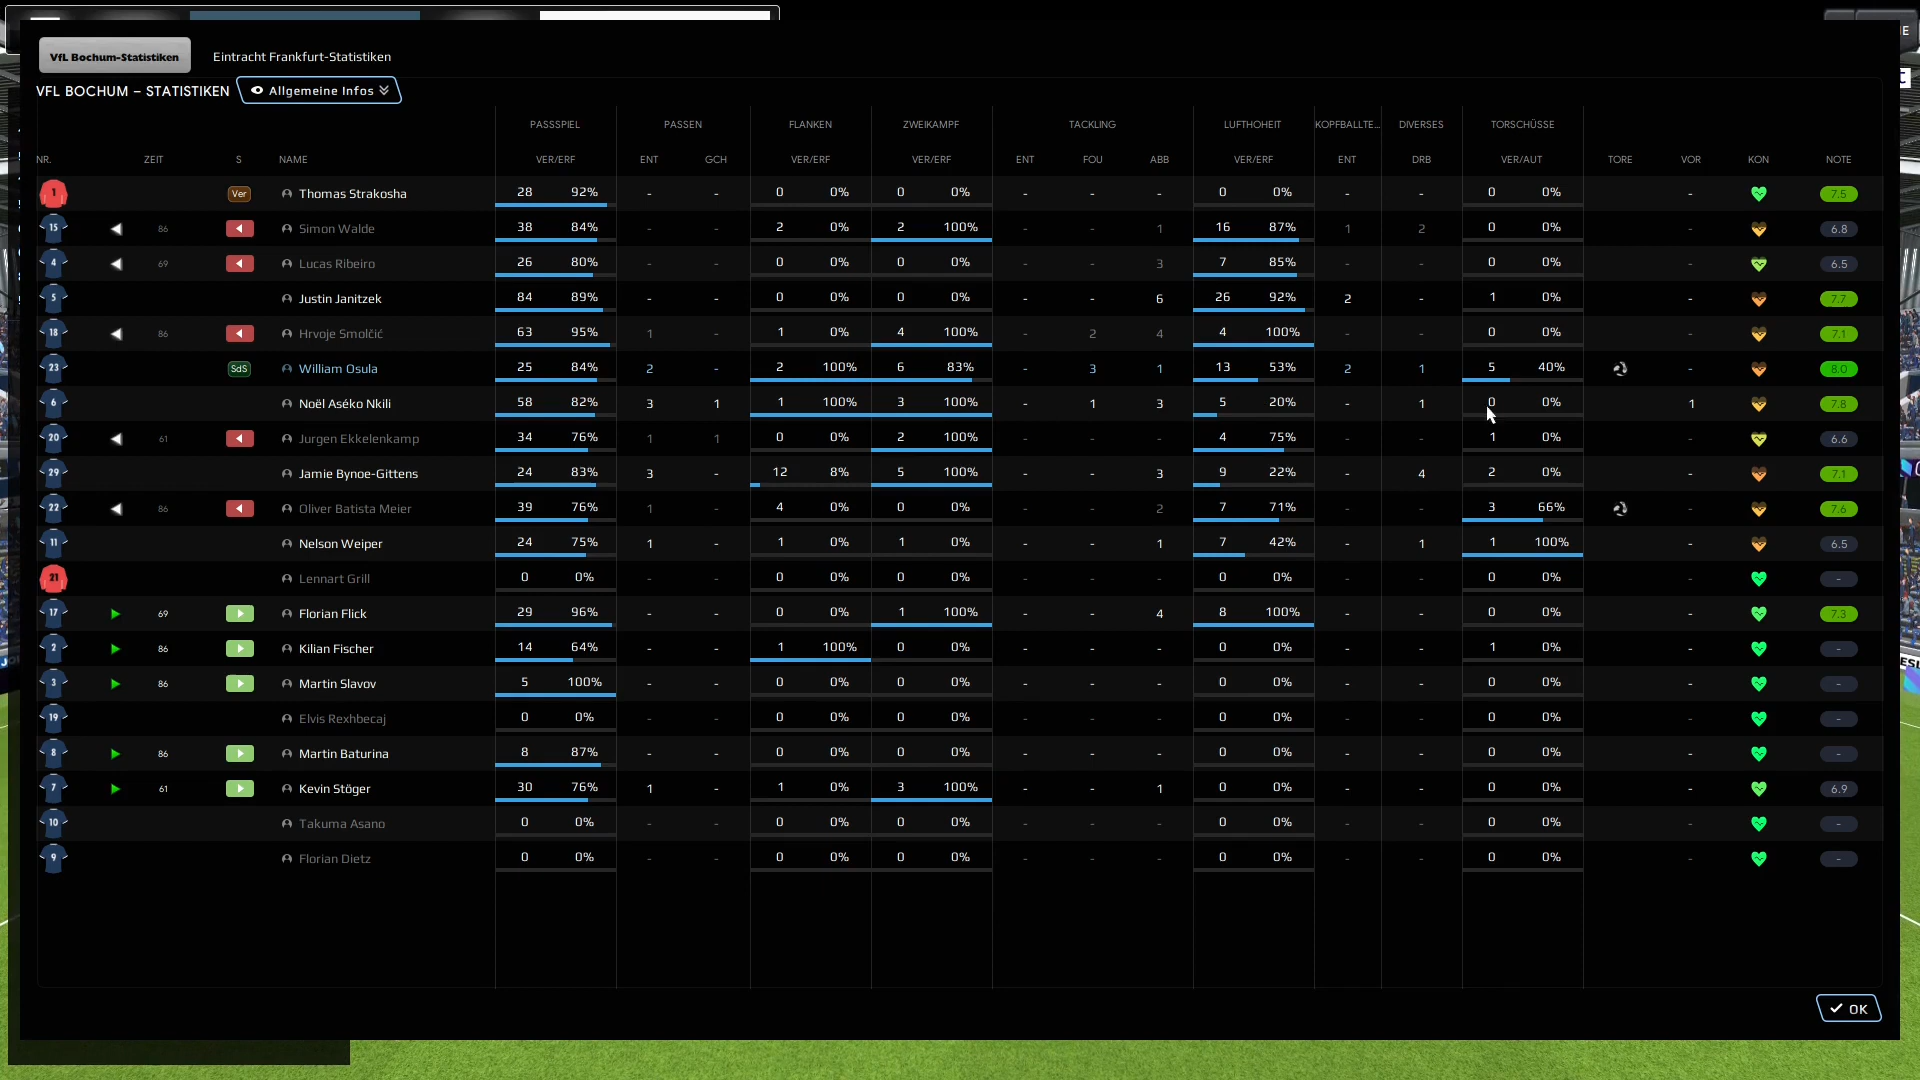 VfL Bochum-Statistiken Eintracht Frankfurt-Statistiken
VFL BOCHUM – STATISTIKEN Allgemeine Infos
PASSSPIEL PASSEN FLANKEN ZWEIKAMPF TACKLING LUFTHOHEIT KOPFBALLTE... DIVERSES TORSCHÜSSE
NR. ZEIT S NAME VER/ERF ENT GCH VER/ERF VER/ERF ENT FOU ABB VER/ERF ENT DRB VER/AUT TORE VOR KON NOTE
1 Ver Thomas Strakosha 28 92% - - 0 0% 0 0% - - - 0 0% - - 0 0% - 7.5
15 86 Simon Walde 38 84% - - 2 0% 2 100% - - 1 16 87% 1 2 0 0% - 6.8
4 69 Lucas Ribeiro 26 80% - - 0 0% 0 0% - - 3 7 85% - - 0 0% - 6.5
5 Justin Janitzek 84 89% - - 0 0% 0 0% - - 6 26 92% 2 - 1 0% - 7.7
18 86 Hrvoje Smolčić 63 95% 1 - 1 0% 4 100% - 2 4 4 100% - - 0 0% - 7.1
23 SdS William Osula 25 84% 2 - 2 100% 6 83% - 3 1 13 53% 2 1 5 40% - 8.0
6 Noël Aséko Nkili 58 82% 3 1 1 100% 3 100% - 1 3 5 20% - 1 0 0% 1 7.8
20 61 Jurgen Ekkelenkamp 34 76% 1 1 0 0% 2 100% - - - 4 75% - - 1 0% - 6.6
29 Jamie Bynoe-Gittens 24 83% 3 - 12 8% 5 100% - - 3 9 22% - 4 2 0% - 7.1
22 86 Oliver Batista Meier 39 76% 1 - 4 0% 0 0% - - 2 7 71% - - 3 66% - 7.6
11 Nelson Weiper 24 75% 1 - 1 0% 1 0% - - 1 7 42% - 1 1 100% - 6.5
21 Lennart Grill 0 0% - - 0 0% 0 0% - - - 0 0% - - 0 0% - -
17 69 Florian Flick 29 96% - - 0 0% 1 100% - - 4 8 100% - - 0 0% - 7.3
2 86 Kilian Fischer 14 64% - - 1 100% 0 0% - - - 0 0% - - 1 0% - -
3 86 Martin Slavov 5 100% - - 0 0% 0 0% - - - 0 0% - - 0 0% - -
19 Elvis Rexhbecaj 0 0% - - 0 0% 0 0% - - - 0 0% - - 0 0% - -
8 86 Martin Baturina 8 87% - - 0 0% 0 0% - - - 0 0% - - 0 0% - -
7 61 Kevin Stöger 30 76% 1 - 1 0% 3 100% - - 1 0 0% - - 0 0% - 6.9
10 Takuma Asano 0 0% - - 0 0% 0 0% - - - 0 0% - - 0 0% - -
9 Florian Dietz 0 0% - - 0 0% 0 0% - - - 0 0% - - 0 0% - -
OK